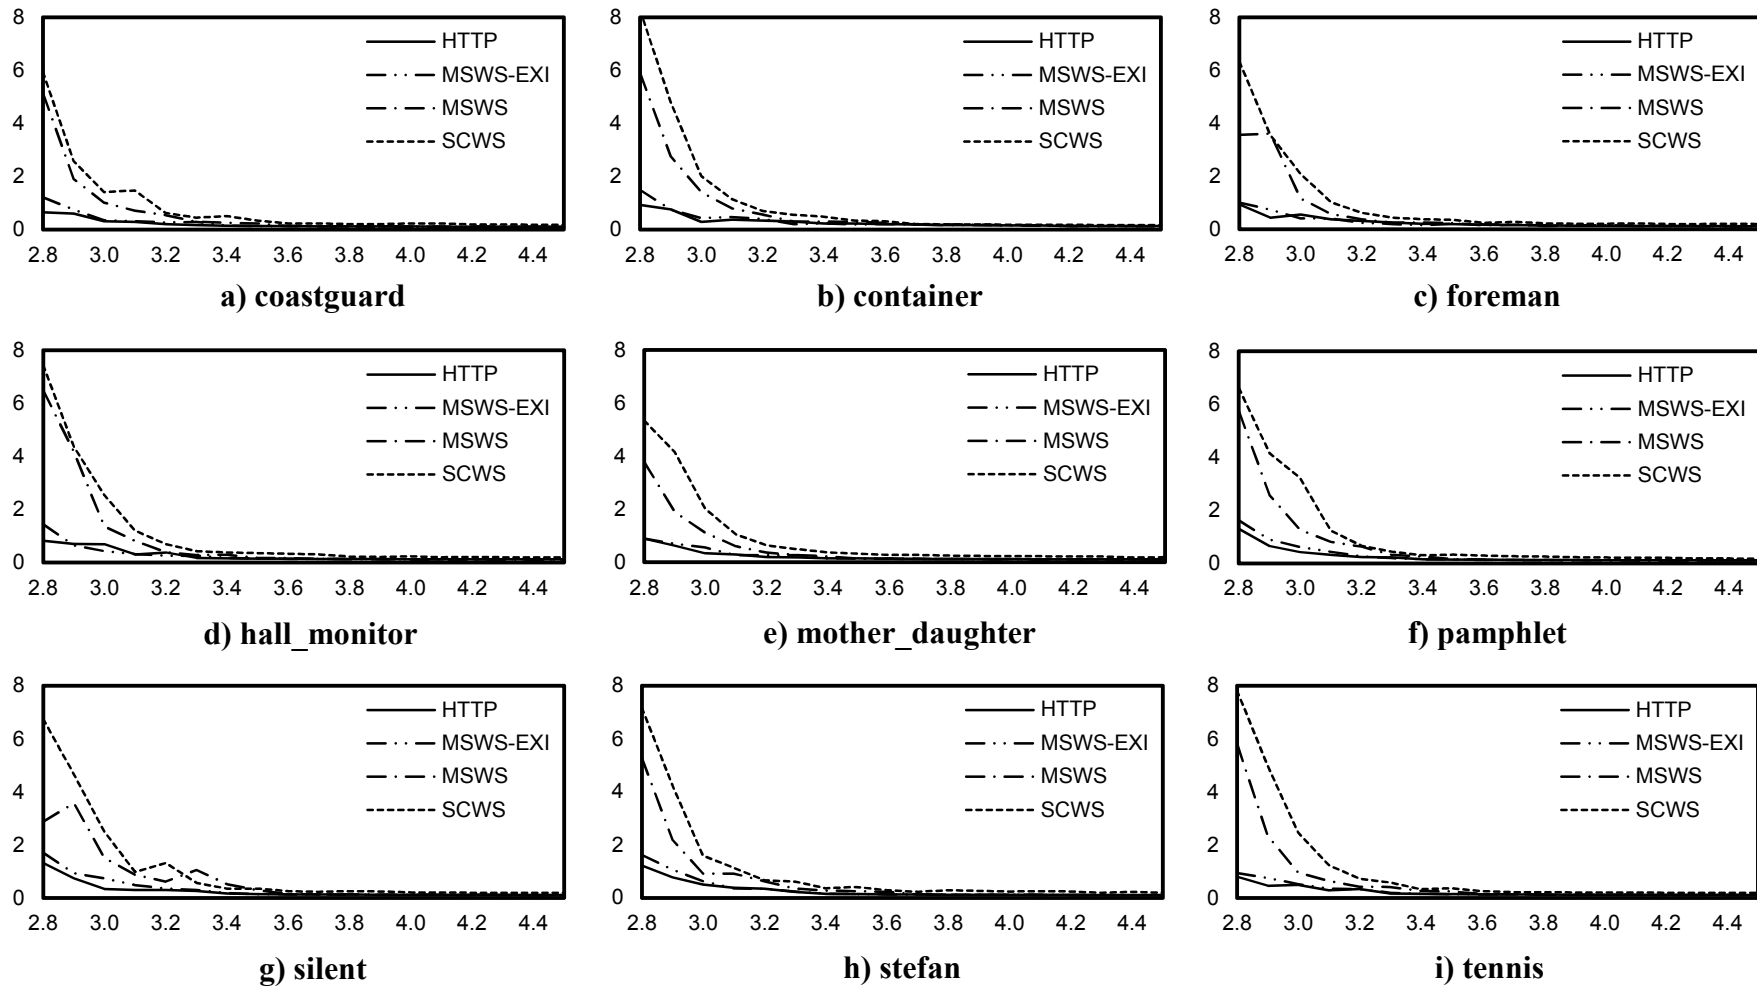 8
6
4
2
0
HTTP
MSWS-EXI
MSWS
SCWS
2.8 3.0 3.2 3.4 3.6 3.8 4.0 4.2 4.4
a) coastguard
8
6
4
2
0
HTTP
MSWS-EXI
MSWS
SCWS
2.8 3.0 3.2 3.4 3.6 3.8 4.0 4.2 4.4
b) container
8
6
4
2
0
HTTP
MSWS-EXI
MSWS
SCWS
2.8 3.0 3.2 3.4 3.6 3.8 4.0 4.2 4.4
c) foreman
8
6
4
2
0
HTTP
MSWS-EXI
MSWS
SCWS
2.8 3.0 3.2 3.4 3.6 3.8 4.0 4.2 4.4
d) hall_monitor
8
6
4
2
0
HTTP
MSWS-EXI
MSWS
SCWS
2.8 3.0 3.2 3.4 3.6 3.8 4.0 4.2 4.4
e) mother_daughter
8
6
4
2
0
HTTP
MSWS-EXI
MSWS
SCWS
2.8 3.0 3.2 3.4 3.6 3.8 4.0 4.2 4.4
f) pamphlet
8
6
4
2
0
HTTP
MSWS-EXI
MSWS
SCWS
2.8 3.0 3.2 3.4 3.6 3.8 4.0 4.2 4.4
g) silent
8
6
4
2
0
HTTP
MSWS-EXI
MSWS
SCWS
2.8 3.0 3.2 3.4 3.6 3.8 4.0 4.2 4.4
h) stefan
8
6
4
2
0
HTTP
MSWS-EXI
MSWS
SCWS
2.8 3.0 3.2 3.4 3.6 3.8 4.0 4.2 4.4
i) tennis